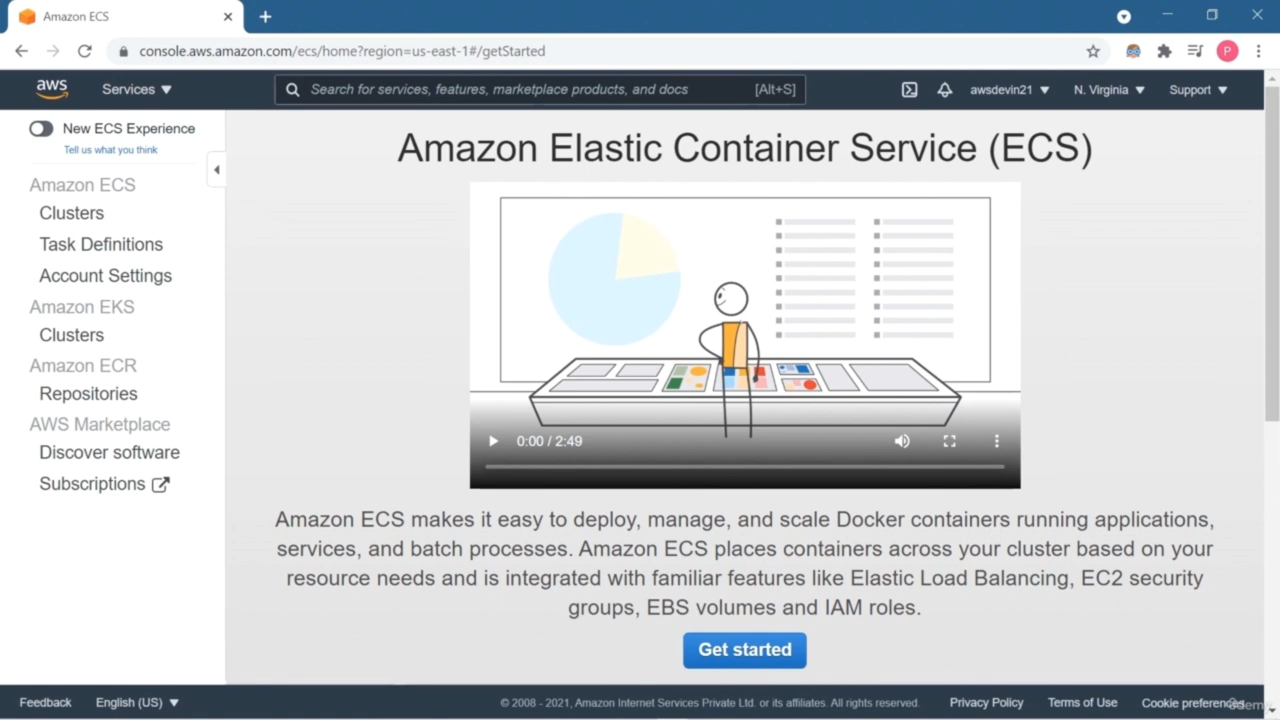 Amazon ECS
console.aws.amazon.com/ecs/home?region=us-east-1#/getStarted
P
aws
Services
Search for services, features, marketplace products, and docs [Alt+S]
awsdevin21
N. Virginia
Support
New ECS Experience
Tell us what you think
Amazon ECS
Clusters
Task Definitions
Account Settings
Amazon EKS
Clusters
Amazon ECR
Repositories
AWS Marketplace
Discover software
Subscriptions
Amazon Elastic Container Service (ECS)
0:00 / 2:49
Amazon ECS makes it easy to deploy, manage, and scale Docker containers running applications,
services, and batch processes. Amazon ECS places containers across your cluster based on your
resource needs and is integrated with familiar features like Elastic Load Balancing, EC2 security
groups, EBS volumes and IAM roles.
Get started
Feedback
English (US)
© 2008 - 2021, Amazon Internet Services Private Ltd. or its affiliates. All rights reserved.
Privacy Policy
Terms of Use
Cookie preferences